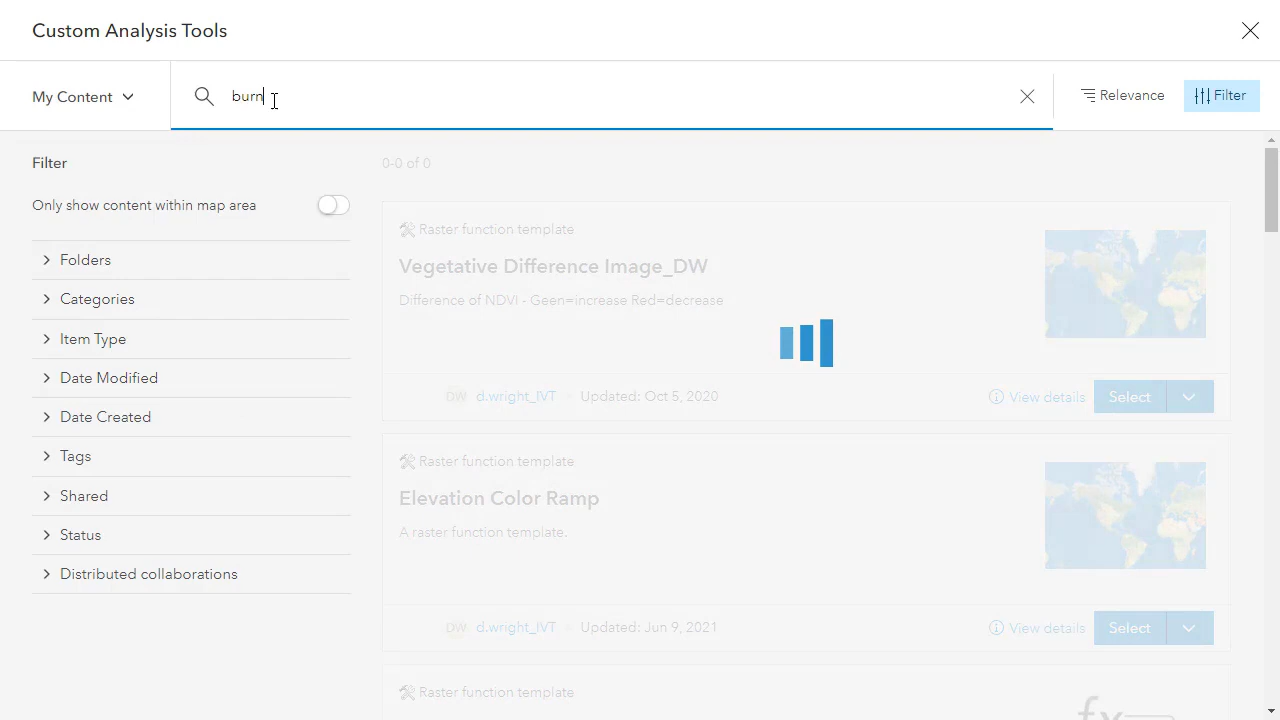 Custom Analysis Tools
My Content
burn
Relevance
Filter
Filter
Only show content within map area
Folders
Categories
Item Type
Date Modified
Date Created
Tags
Shared
Status
Distributed collaborations
0-0 of 0
Raster function template
Vegetative Difference Image_DW
Difference of NDVI - Geen=increase Red=decrease
DW d.wright_IVT · Updated: Oct 5, 2020
View details
Select
Raster function template
Elevation Color Ramp
A raster function template.
DW d.wright_IVT · Updated: Jun 9, 2021
View details
Select
Raster function template
fx